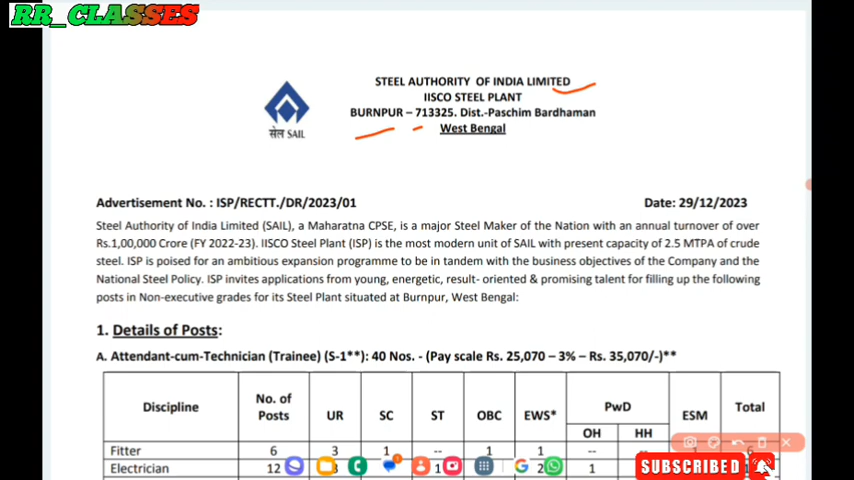 RR_CLASSES
STEEL AUTHORITY OF INDIA LIMITED
IISCO STEEL PLANT
BURNPUR – 713325. Dist.-Paschim Bardhaman
West Bengal
सेल SAIL
Advertisement No. : ISP/RECTT./DR/2023/01 Date: 29/12/2023
Steel Authority of India Limited (SAIL), a Maharatna CPSE, is a major Steel Maker of the Nation with an annual turnover of over
Rs.1,00,000 Crore (FY 2022-23). IISCO Steel Plant (ISP) is the most modern unit of SAIL with present capacity of 2.5 MTPA of crude
steel. ISP is poised for an ambitious expansion programme to be in tandem with the business objectives of the Company and the
National Steel Policy. ISP invites applications from young, energetic, result- oriented & promising talent for filling up the following
posts in Non-executive grades for its Steel Plant situated at Burnpur, West Bengal:
1. Details of Posts:
A. Attendant-cum-Technician (Trainee) (S-1**): 40 Nos. - (Pay scale Rs. 25,070 – 3% – Rs. 35,070/-)**
Discipline No. of Posts UR SC ST OBC EWS* PwD ESM Total
OH HH
Fitter 6 3 1 -- 1 1 -- 6
Electrician 12 1 2 1
SUBSCRIBED